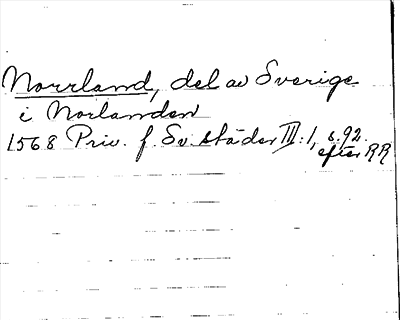 Norrland, del av Sverige
i Norlanden
1568 Priv. f. Sv. städer III:1, s. 92.
efter RR